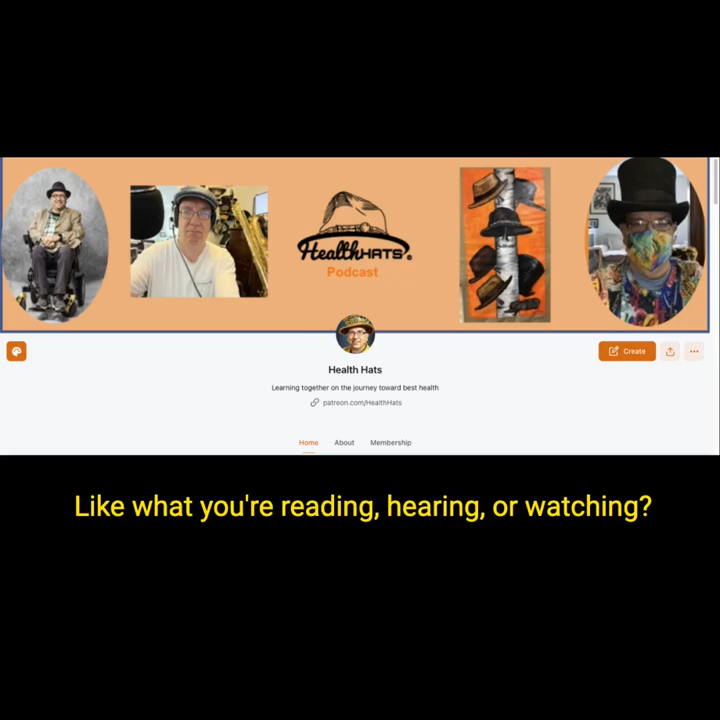 HealthHATS®
Podcast
Create
Health Hats
Learning together on the journey toward best health
patreon.com/HealthHats
Home About Membership
Like what you're reading, hearing, or watching?